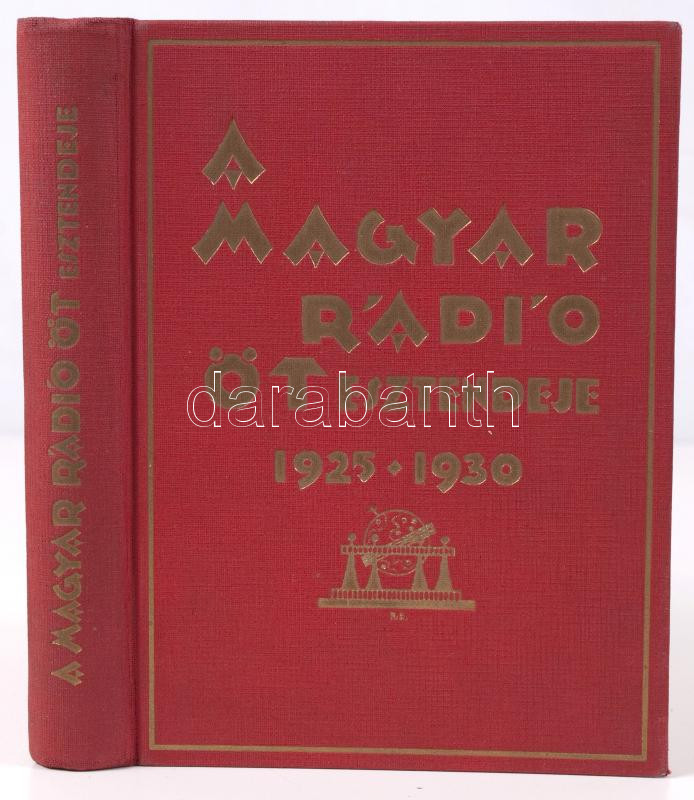 A MAGYAR RÁDIÓ ÖT ESZTENDEJE
A
MAGYAR
RÁDIÓ
ÖT ESZTENDEJE
darabanth
1925 • 1930